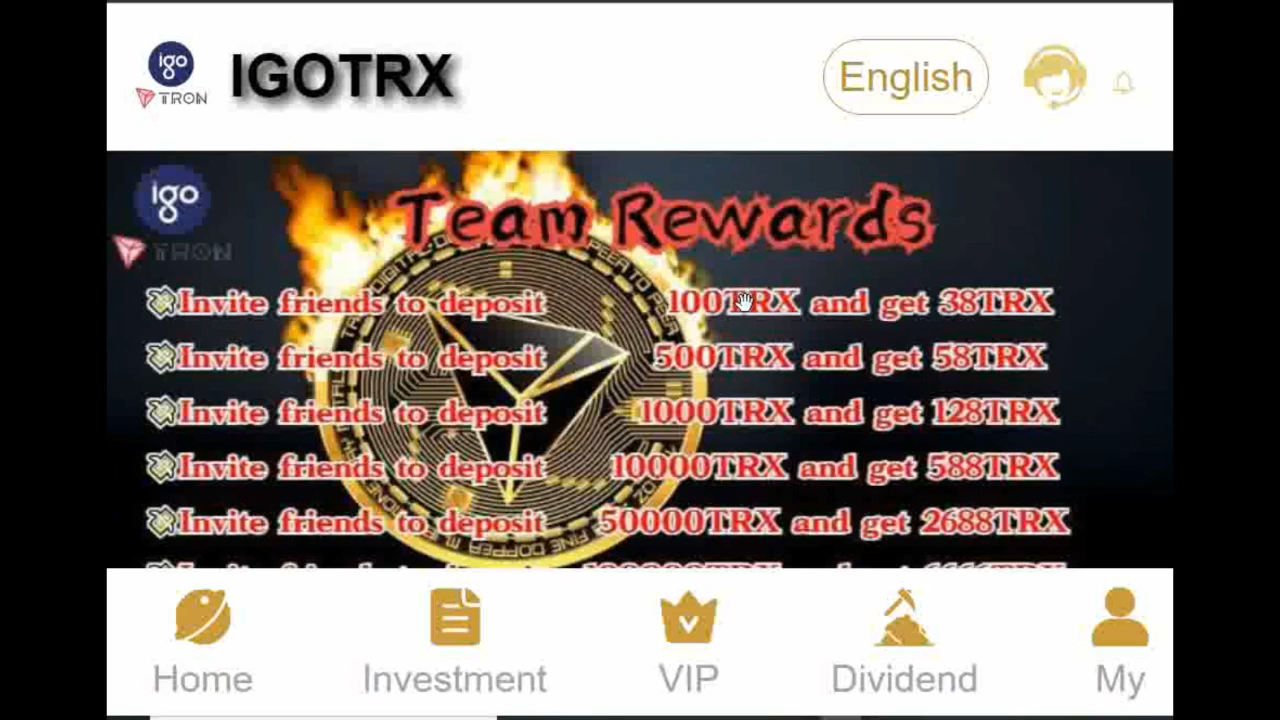 igo
TRON
IGOTRX
English
igo
TRON
Team Rewards
Invite friends to deposit 100TRX and get 38TRX
Invite friends to deposit 500TRX and get 58TRX
Invite friends to deposit 1000TRX and get 128TRX
Invite friends to deposit 10000TRX and get 588TRX
Invite friends to deposit 50000TRX and get 2688TRX
Home
Investment
VIP
Dividend
My